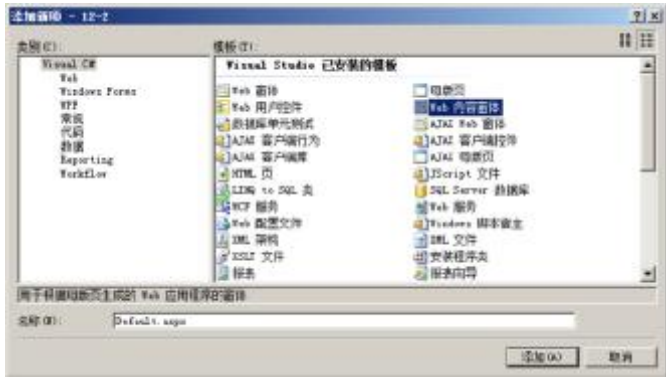 添加新项 - 12-2
类别(C):
模板(T):
Visual C#
Web
Windows Forms
WPF
常规
代码
数据
Reporting
Workflow
Visual Studio 已安装的模板
Web 窗体
母版页
Web 用户控件
Web 内容窗体
数据库单元测试
AJAX Web 窗体
AJAX 客户端行为
AJAX 客户端控件
AJAX 客户端库
AJAX 母版页
HTML 页
JScript 文件
LINQ to SQL 类
SQL Server 数据库
WCF 服务
Web 服务
Web 配置文件
Windows 脚本宿主
XML 架构
XML 文件
XSLT 文件
安装程序类
报表
报表向导
用于根据母版页生成的 Web 应用程序的窗体
名称(N):
Default.aspx
添加(A)
取消